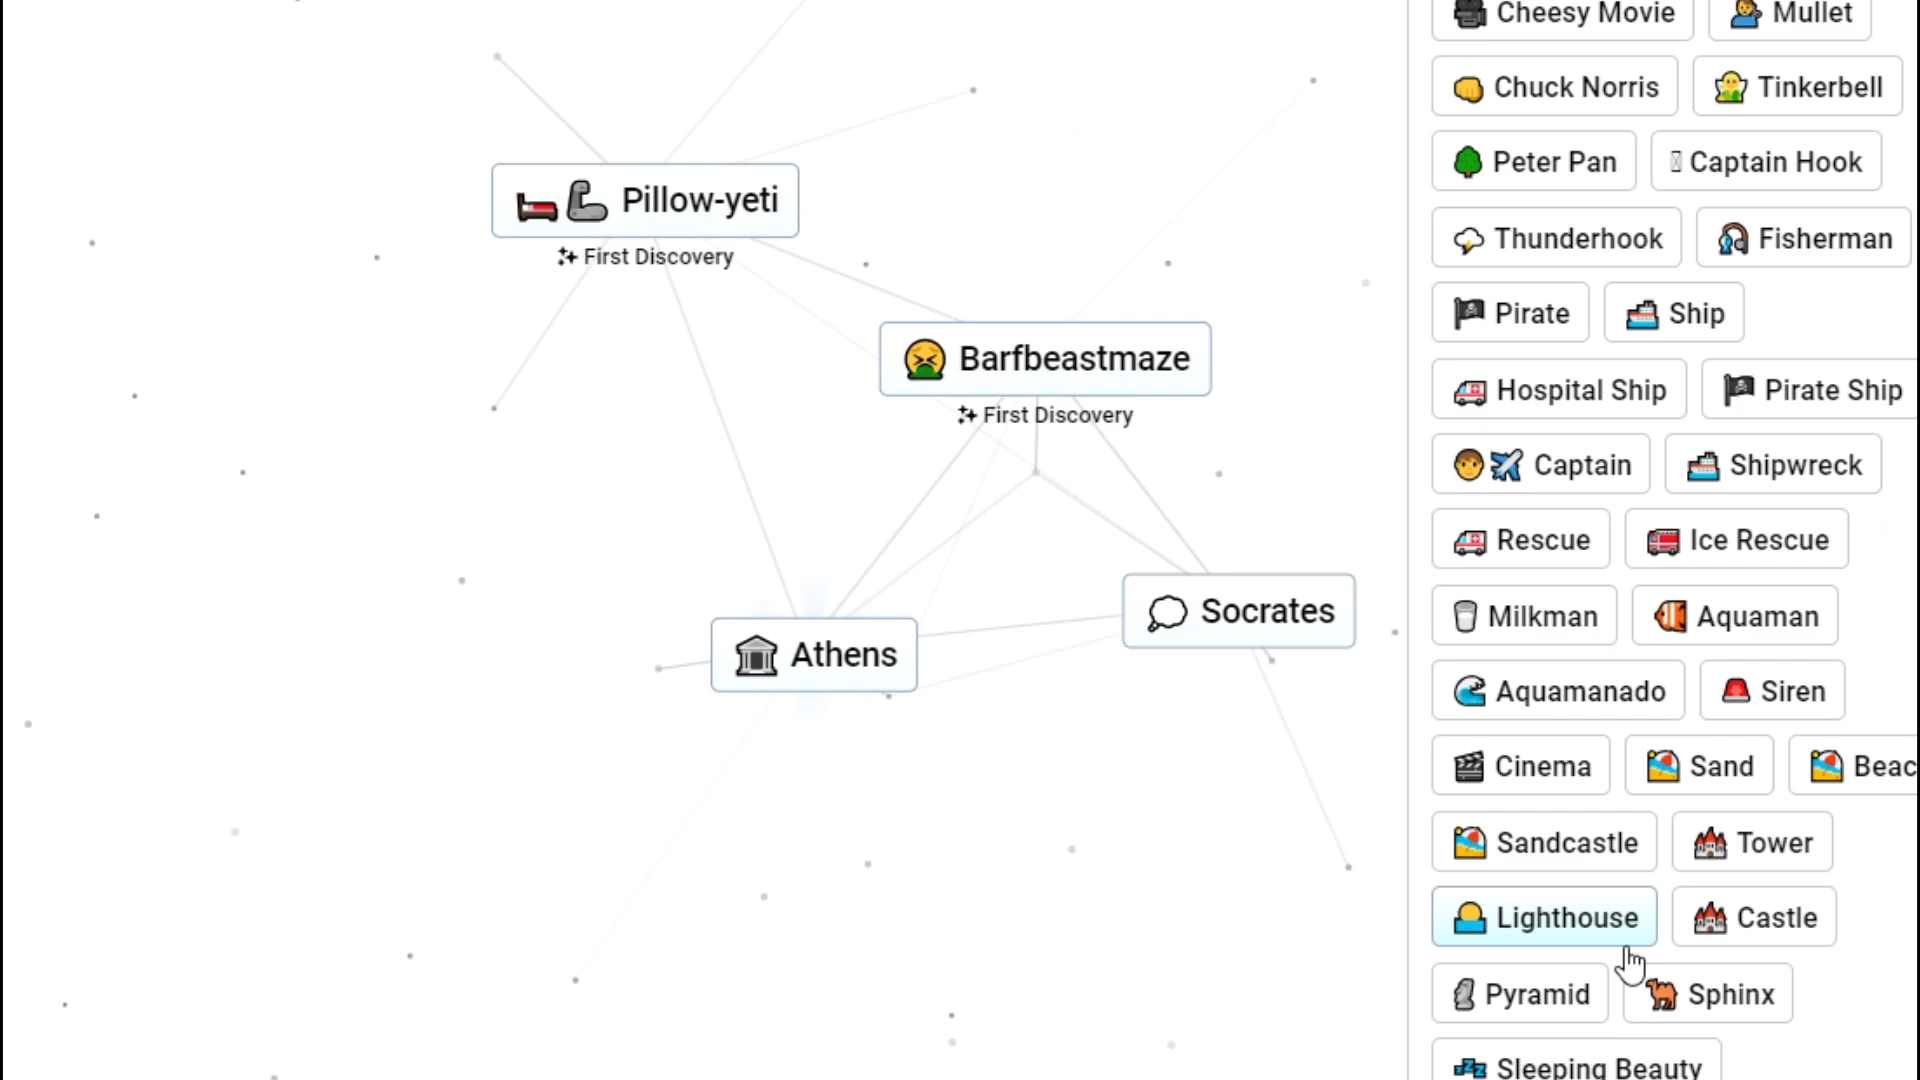 Cheesy Movie Mullet
Chuck Norris Tinkerbell
Peter Pan Captain Hook
Pillow-yeti
First Discovery
Thunderhook Fisherman
Pirate Ship
Barfbeastmaze
First Discovery
Hospital Ship Pirate Ship
Captain Shipwreck
Rescue Ice Rescue
Socrates
Milkman Aquaman
Athens
Aquamanado Siren
Cinema Sand Beac
Sandcastle Tower
Lighthouse Castle
Pyramid Sphinx
Sleeping Beauty